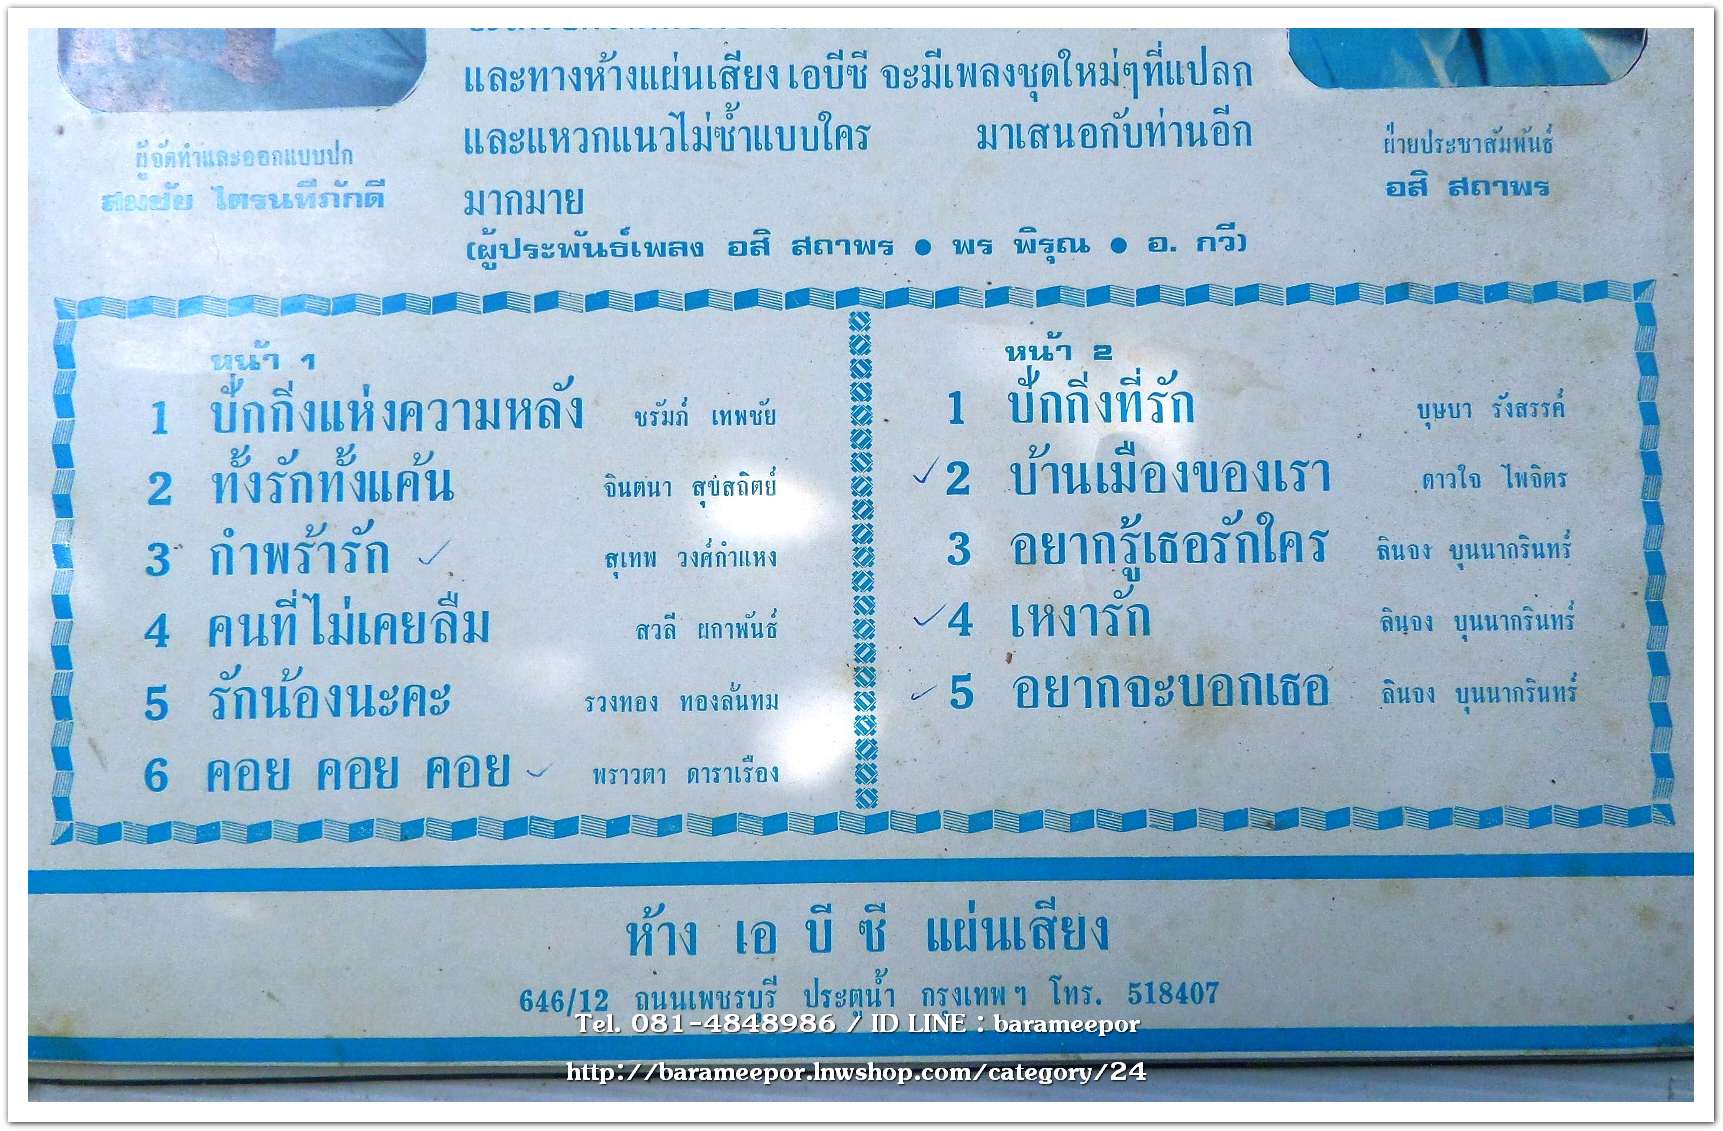 และทางห้างแผ่นเสียง เอบีซี จะมีเพลงชุดใหม่ๆที่แปลก
และแหวกแนวไม่ซ้ำแบบใคร มาเสนอกับท่านอีก
มากมาย
(ผู้ประพันธ์เพลง อสิ สถาพร ● พร พิรุณ ● อ. กวี)
ผู้จัดทำและออกแบบปก
สมชัย ไตรนทีภักดี
ฝ่ายประชาสัมพันธ์
อสิ สถาพร
หน้า 1
1 ปักกิ่งแห่งความหลัง ชรัมภ์ เทพชัย
2 ทั้งรักทั้งแค้น จินตนา สุขสถิตย์
3 กำพร้ารัก สุเทพ วงศ์กำแหง
4 คนที่ไม่เคยลืม สวลี ผกาพันธ์
5 รักน้องนะคะ รวงทอง ทองลั่นทม
6 คอย คอย คอย พราวตา ดาราเรือง
หน้า 2
1 ปักกิ่งที่รัก บุษบา รังสรรค์
2 บ้านเมืองของเรา ดาวใจ ไพจิตร
3 อยากรู้เธอรักใคร ลินจง บุนนากรินทร์
4 เหงารัก ลินจง บุนนากรินทร์
5 อยากจะบอกเธอ ลินจง บุนนากรินทร์
ห้าง เอ บี ซี แผ่นเสียง
646/12 ถนนเพชรบุรี ประตูน้ำ กรุงเทพฯ โทร. 518407
Tel. 081-4848986 / ID LINE : barameepor
http://barameepor.lnwshop.com/category/24